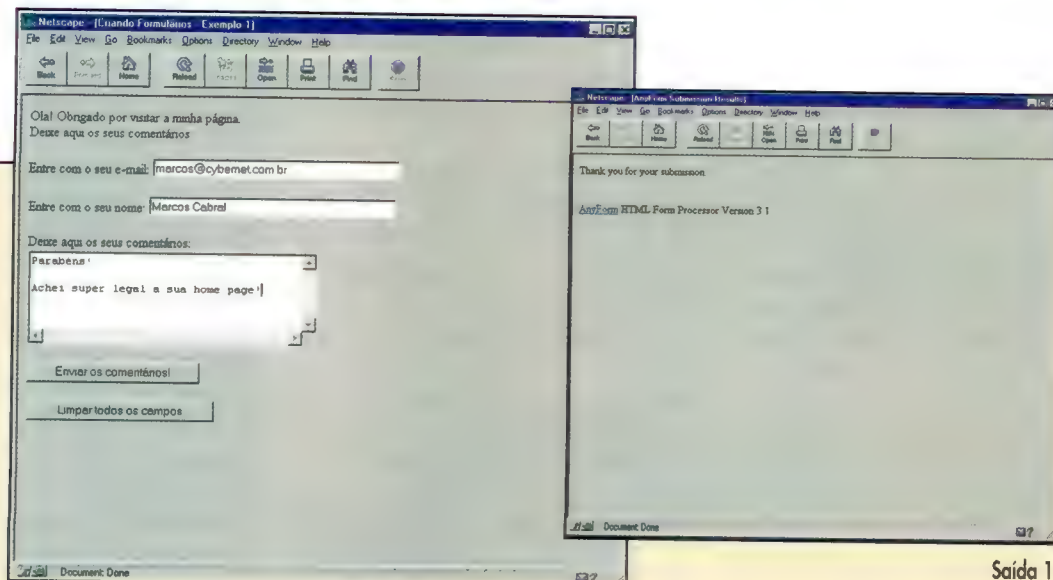 Netscape - [Criando Formulários - Exemplo 1]
File Edit View Go Bookmarks Options Directory Window Help
Back Forward Home Reload Images Open Print Find Stop
Olá! Obrigado por visitar a minha página.
Deixe aqui os seus comentários
Entre com o seu e-mail: marcos@cybernet.com br
Entre com o seu nome: Marcos Cabral
Deixe aqui os seus comentários:
Parabens!
Achei super legal a sua home page!
Enviar os comentários!
Limpar todos os campos
Document: Done
Netscape - [AnyForm Submission Results]
File Edit View Go Bookmarks Options Directory Window Help
Back Home Reload Open Print Find
Thank you for your submission
AnyForm HTML Form Processor Version 3 1
Document: Done
Saída 1